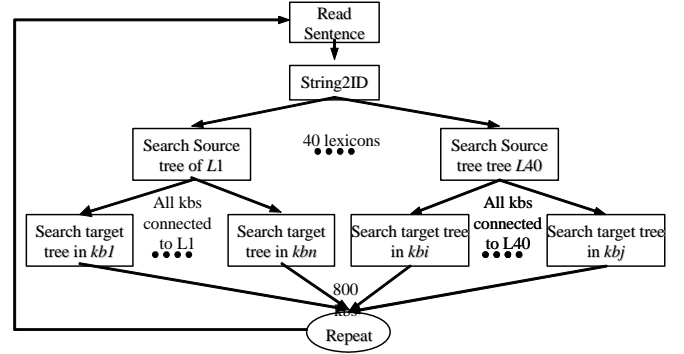 Read
Sentence
String2ID
Search Source
tree of L1
40 lexicons
Search Source
tree tree L40
Search target
tree in kb1
All kbs
connected
to L1
Search target
tree in kbn
Search target
tree in kbi
All kbs
connected
to L40
Search target
tree in kbj
800
kbs
Repeat